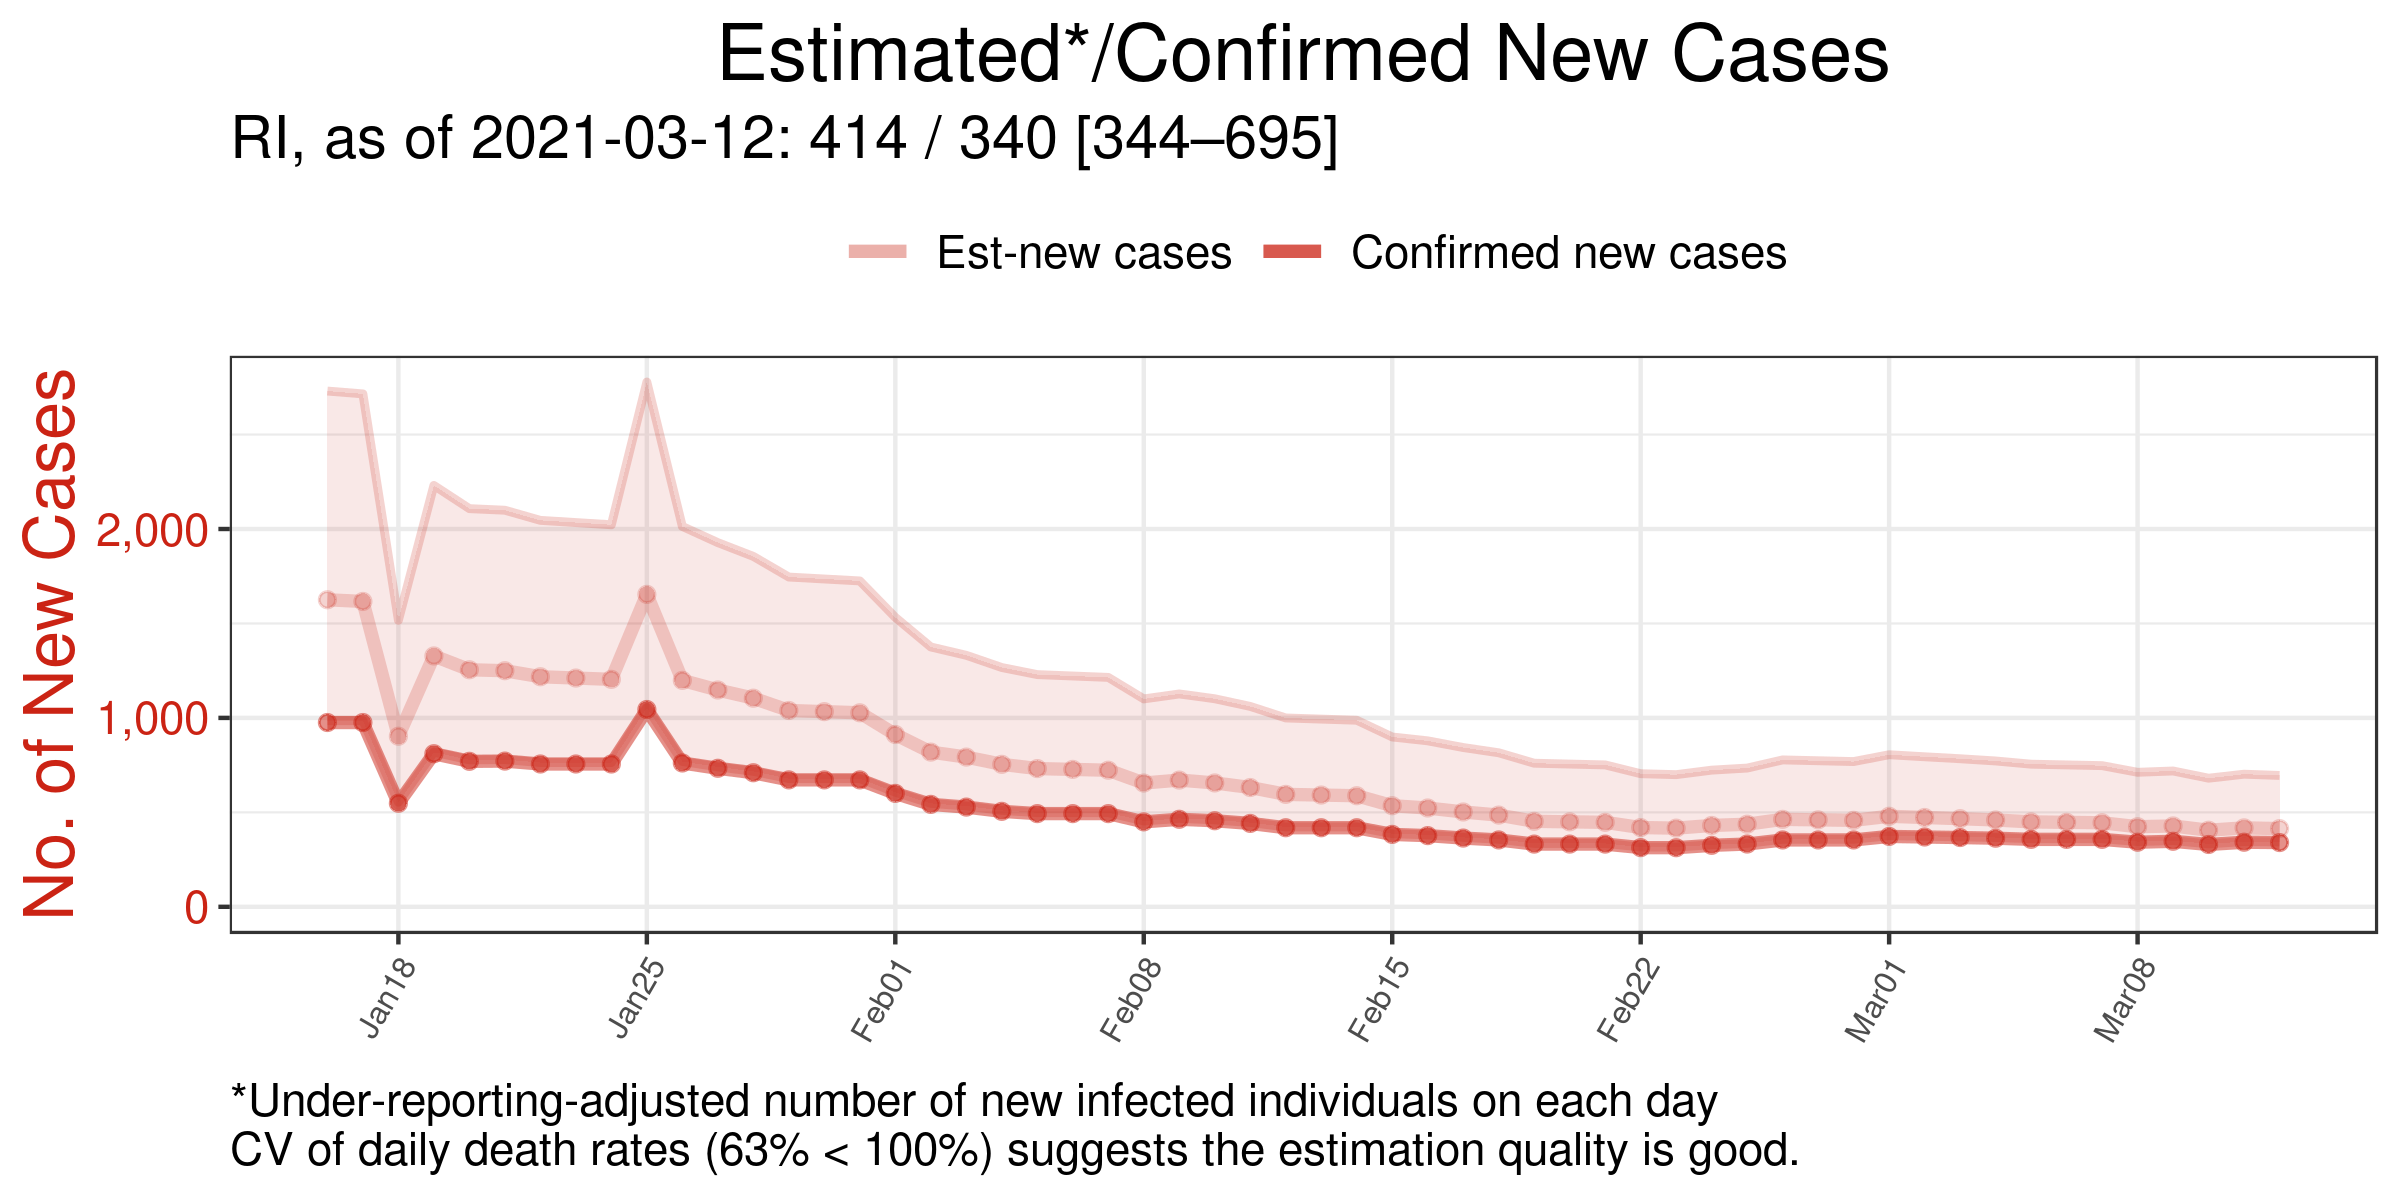 Estimated*/Confirmed New Cases
RI, as of 2021-03-12: 414 / 340 [344–695]
Est-new cases
Confirmed new cases
No. of New Cases
2,000
1,000
0
Jan18
Jan25
Feb01
Feb08
Feb15
Feb22
Mar01
Mar08
*Under-reporting-adjusted number of new infected individuals on each day
CV of daily death rates (63% < 100%) suggests the estimation quality is good.